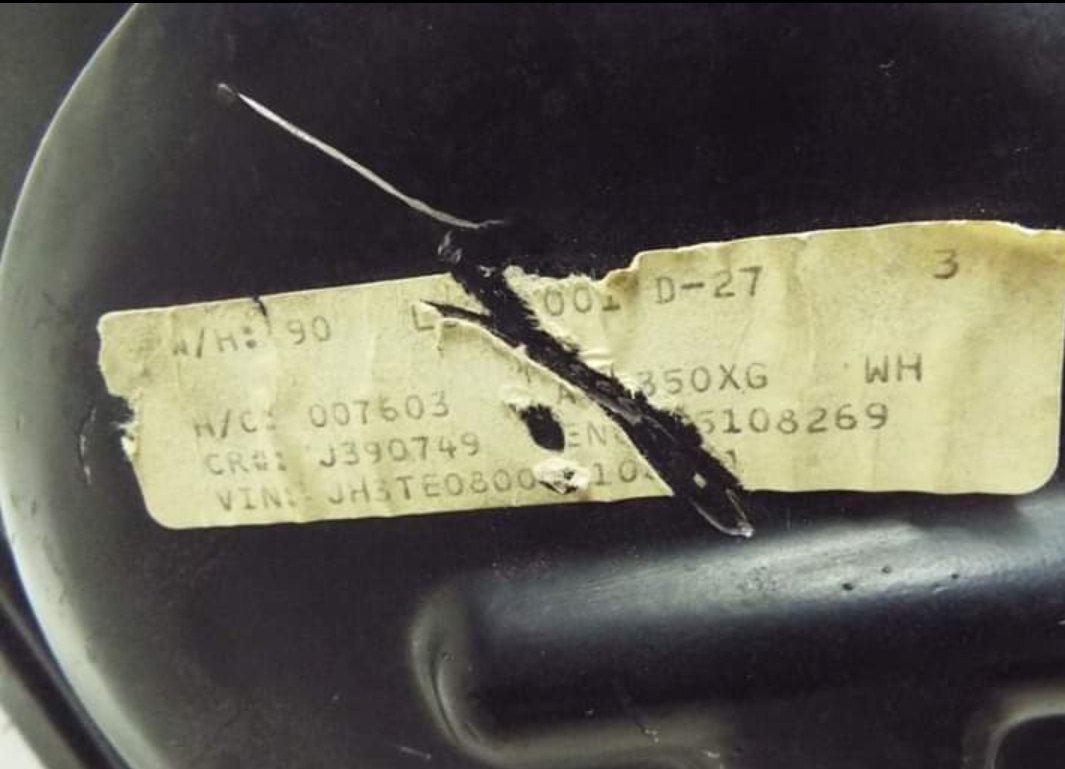 W/H: 90 001 D-27 3
350XG WH
H/C: 007603
CR#: J390749 5108269
VIN: JH3TE0800